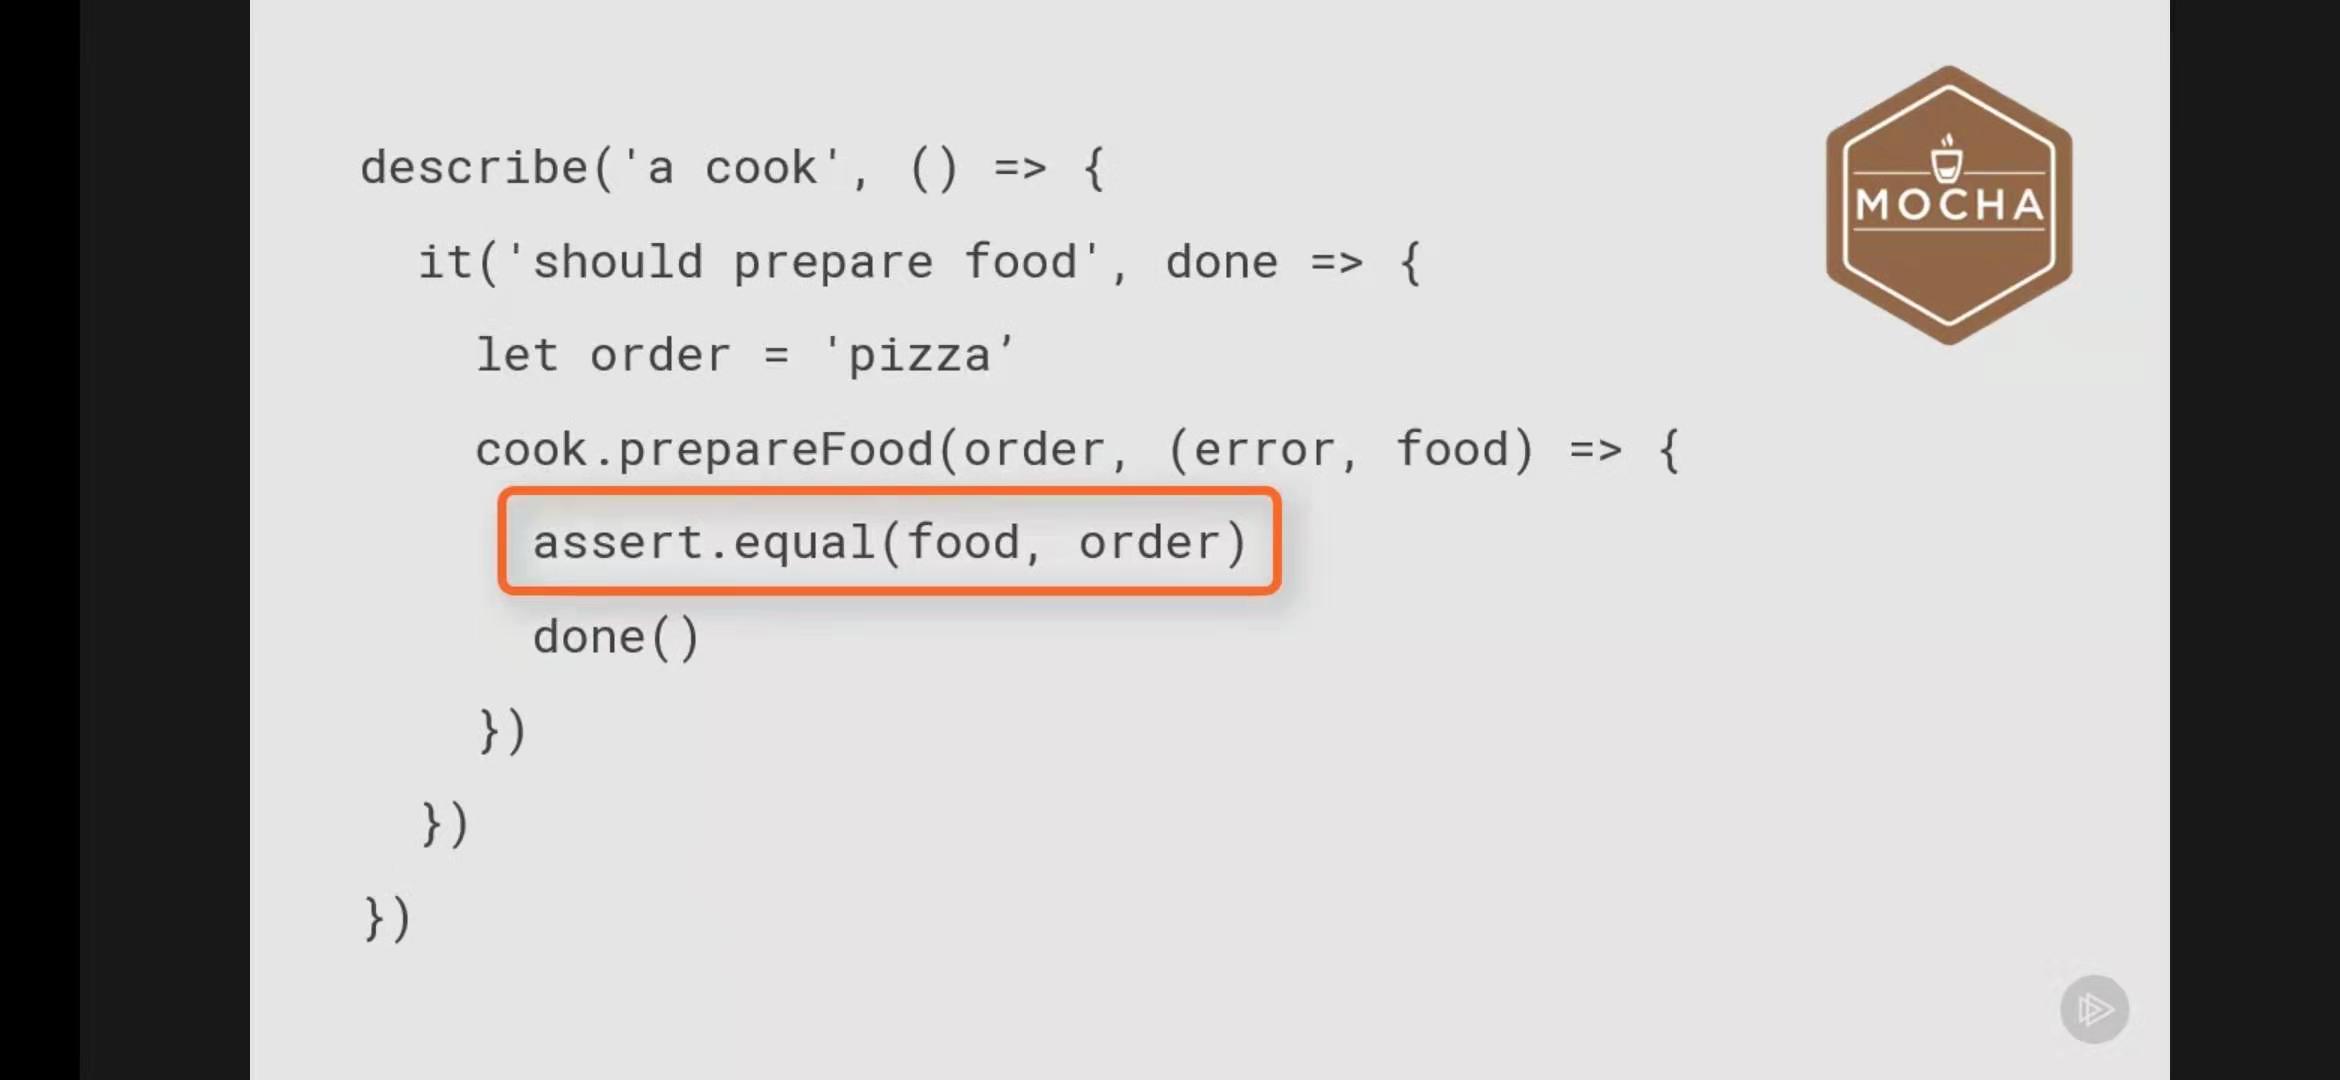 describe('a cook', () => {
it('should prepare food', done => {
let order = 'pizza’
cook.prepareFood(order, (error, food) => {
assert.equal(food, order)
done()
})
})
})
MOCHA